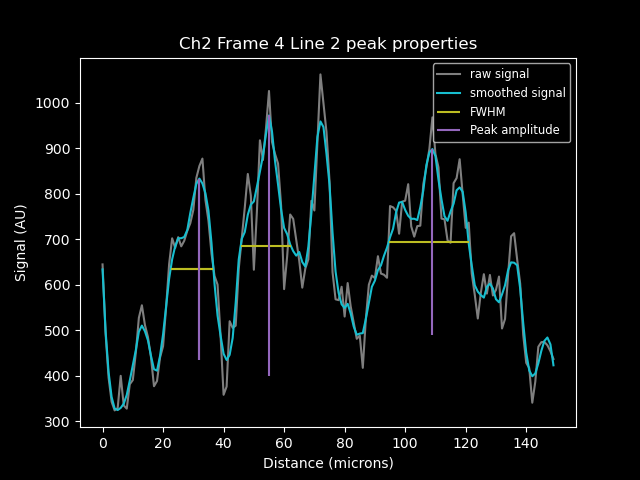 Ch2 Frame 4 Line 2 peak properties
raw signal
smoothed signal
FWHM
Peak amplitude
1000
900
800
700
600
500
400
300
Signal (AU)
0 20 40 60 80 100 120 140
Distance (microns)